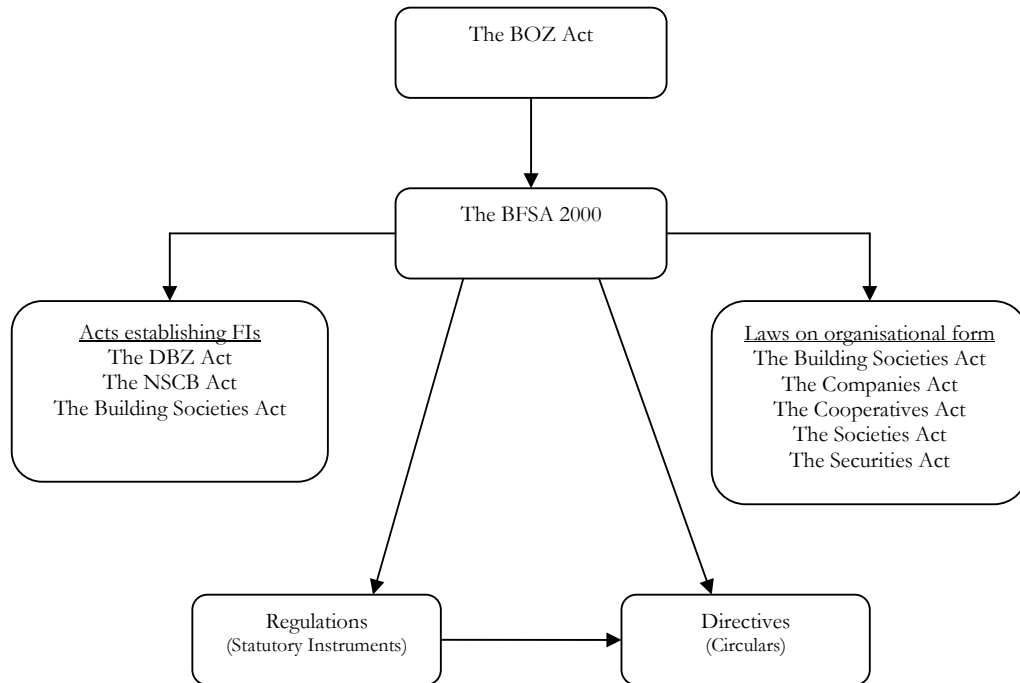 The BOZ Act
The BFSA 2000
Acts establishing FIs
The DBZ Act
The NSCB Act
The Building Societies Act
Laws on organisational form
The Building Societies Act
The Companies Act
The Cooperatives Act
The Societies Act
The Securities Act
Regulations
(Statutory Instruments)
Directives
(Circulars)